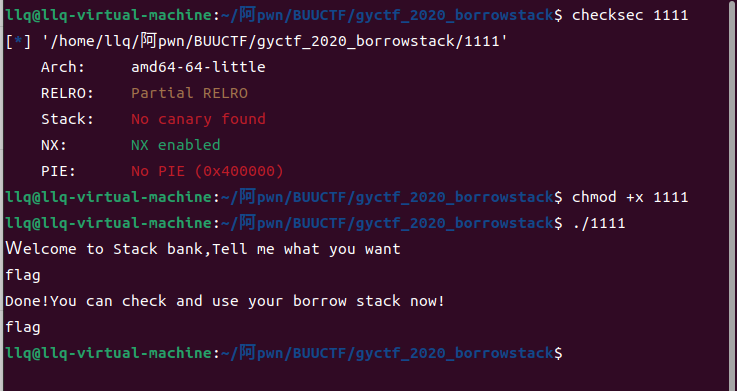 llq@llq-virtual-machine:~/阿pwn/BUUCTF/gyctf_2020_borrowstack$ checksec 1111
[*] '/home/llq/阿pwn/BUUCTF/gyctf_2020_borrowstack/1111'
    Arch:     amd64-64-little
    RELRO:    Partial RELRO
    Stack:    No canary found
    NX:       NX enabled
    PIE:      No PIE (0x400000)
llq@llq-virtual-machine:~/阿pwn/BUUCTF/gyctf_2020_borrowstack$ chmod +x 1111
llq@llq-virtual-machine:~/阿pwn/BUUCTF/gyctf_2020_borrowstack$ ./1111
Welcome to Stack bank,Tell me what you want
flag
Done!You can check and use your borrow stack now!
flag
llq@llq-virtual-machine:~/阿pwn/BUUCTF/gyctf_2020_borrowstack$